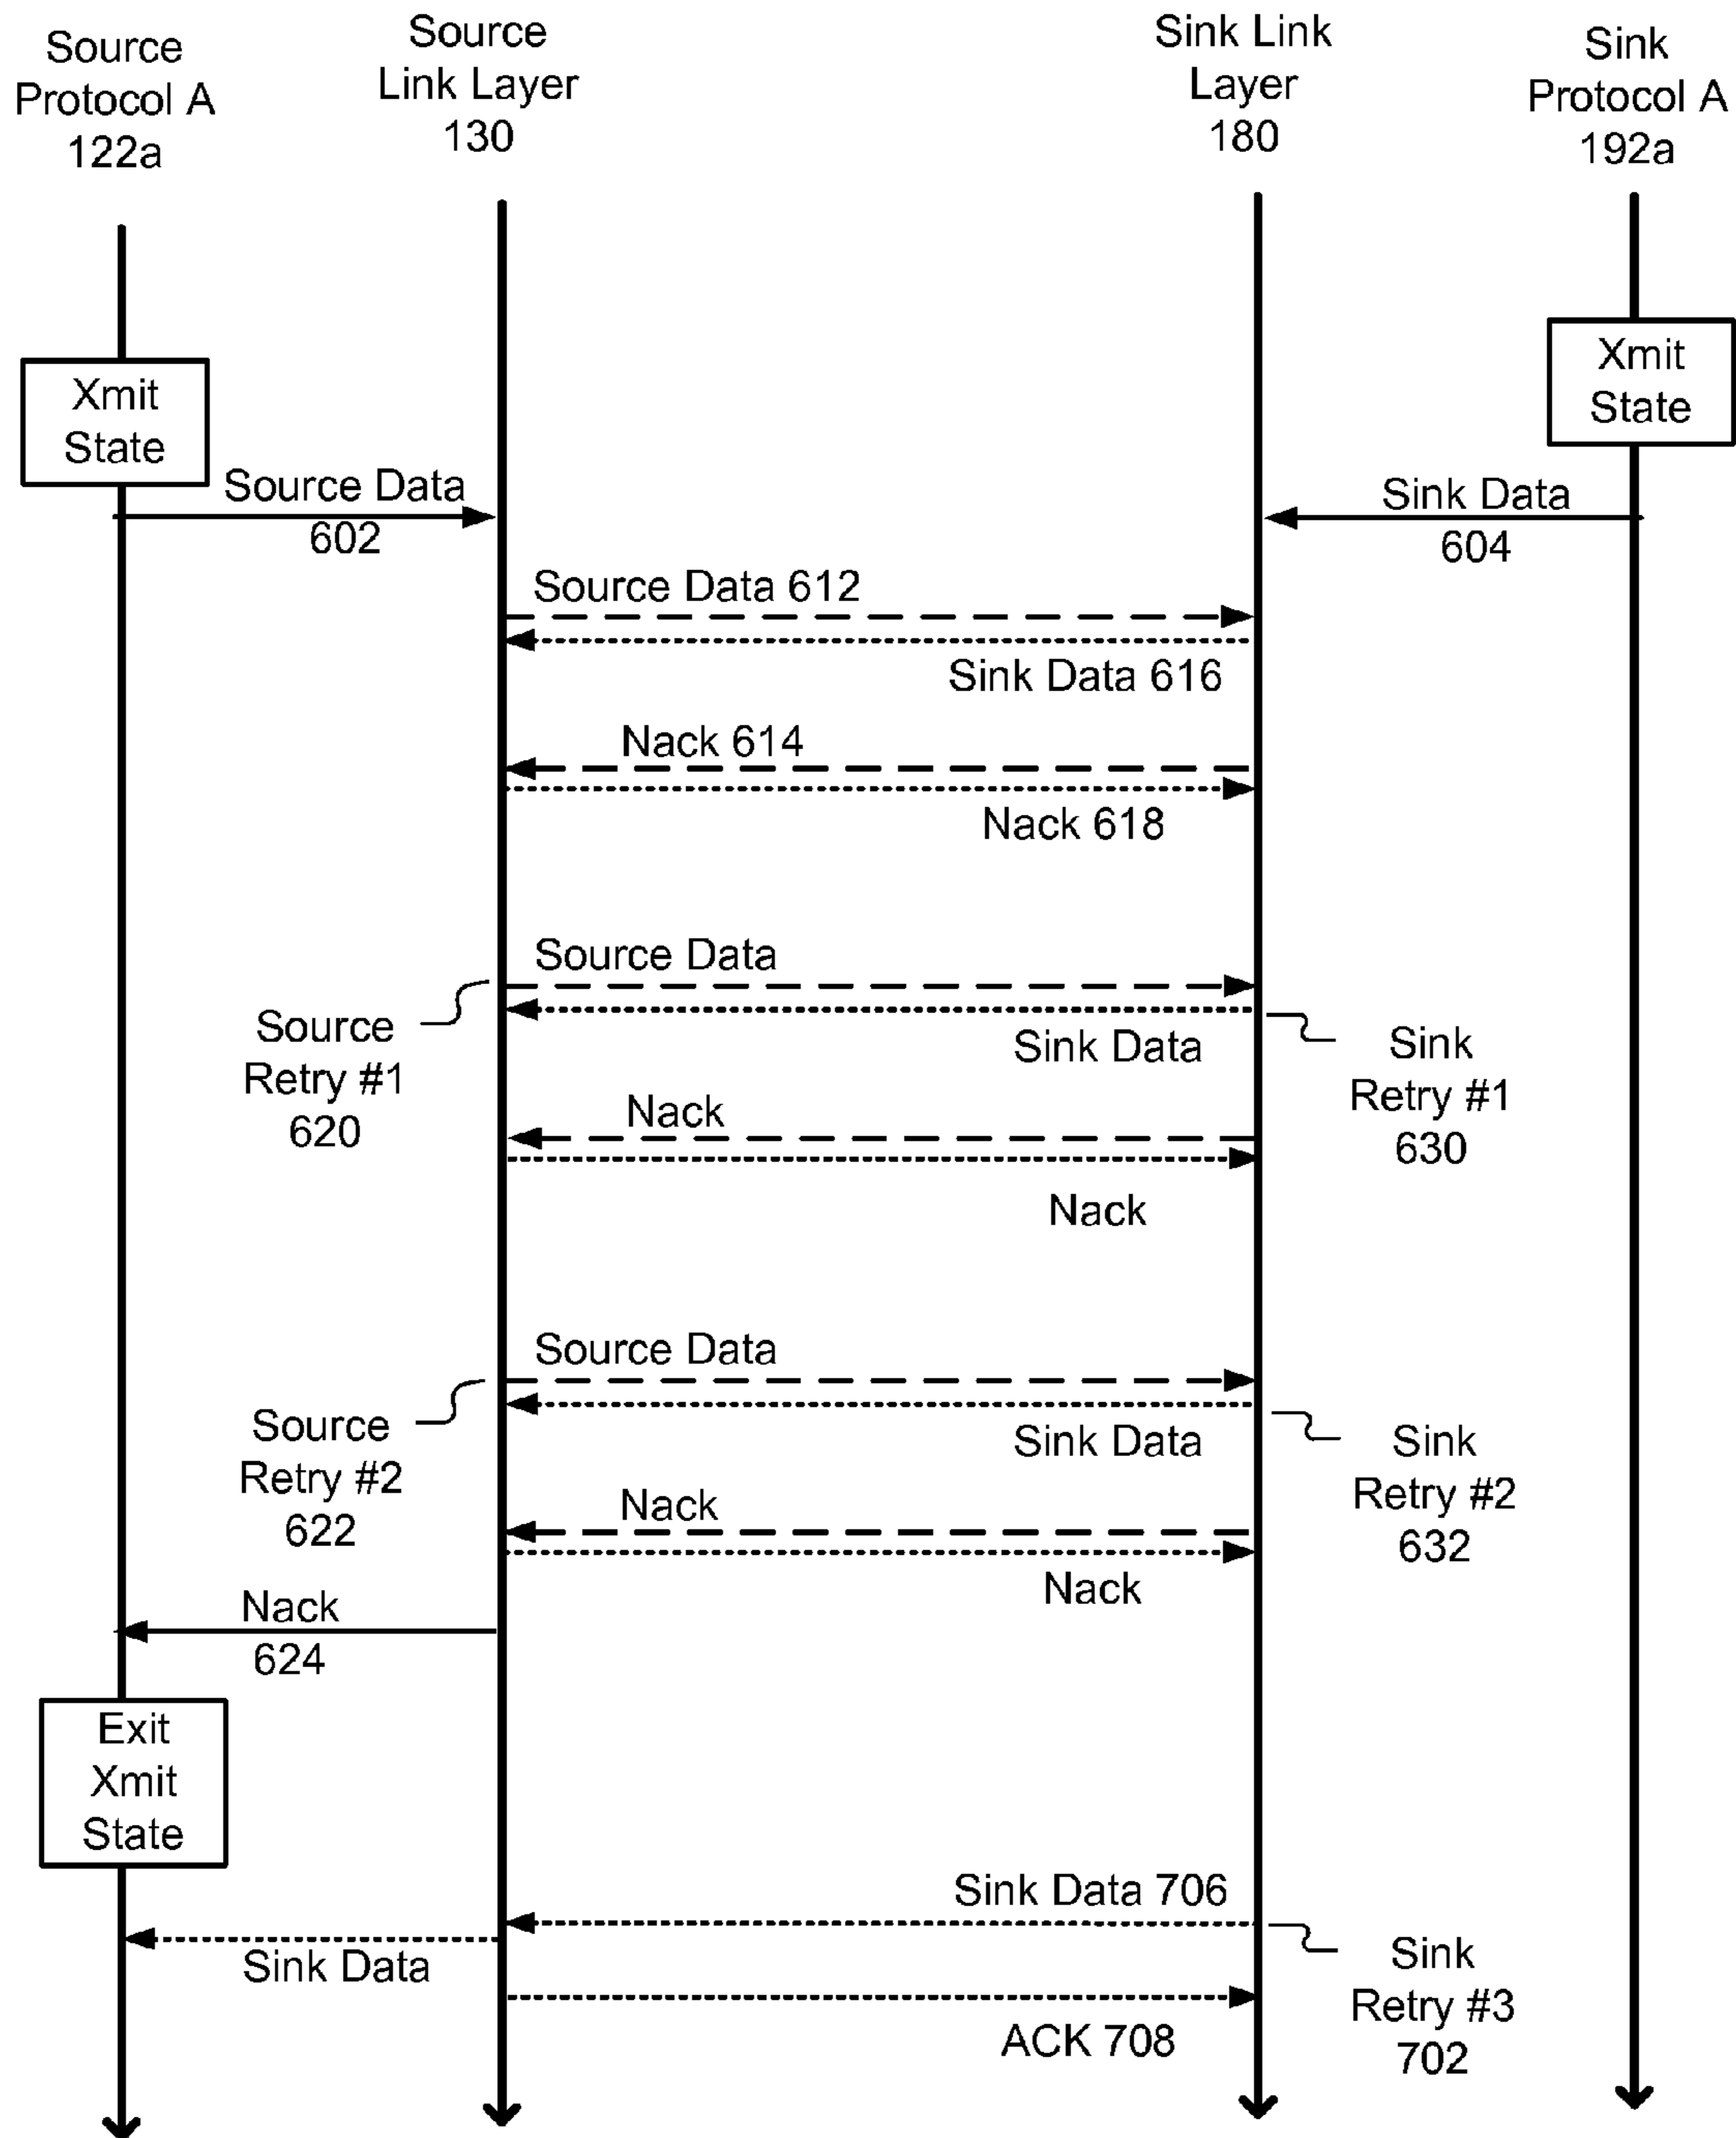 Source
Protocol A
122a
Source
Link Layer
130
Sink Link
Layer
180
Sink
Protocol A
192a
Xmit
State
Xmit
State
Source Data
602
Sink Data
604
Source Data 612
Sink Data 616
Nack 614
Nack 618
Source Data
Sink Data
Source
Retry #1
620
Sink
Retry #1
630
Nack
Nack
Source Data
Sink Data
Source
Retry #2
622
Sink
Retry #2
632
Nack
Nack
Nack
624
Exit
Xmit
State
Sink Data 706
Sink Data
Sink
Retry #3
702
ACK 708